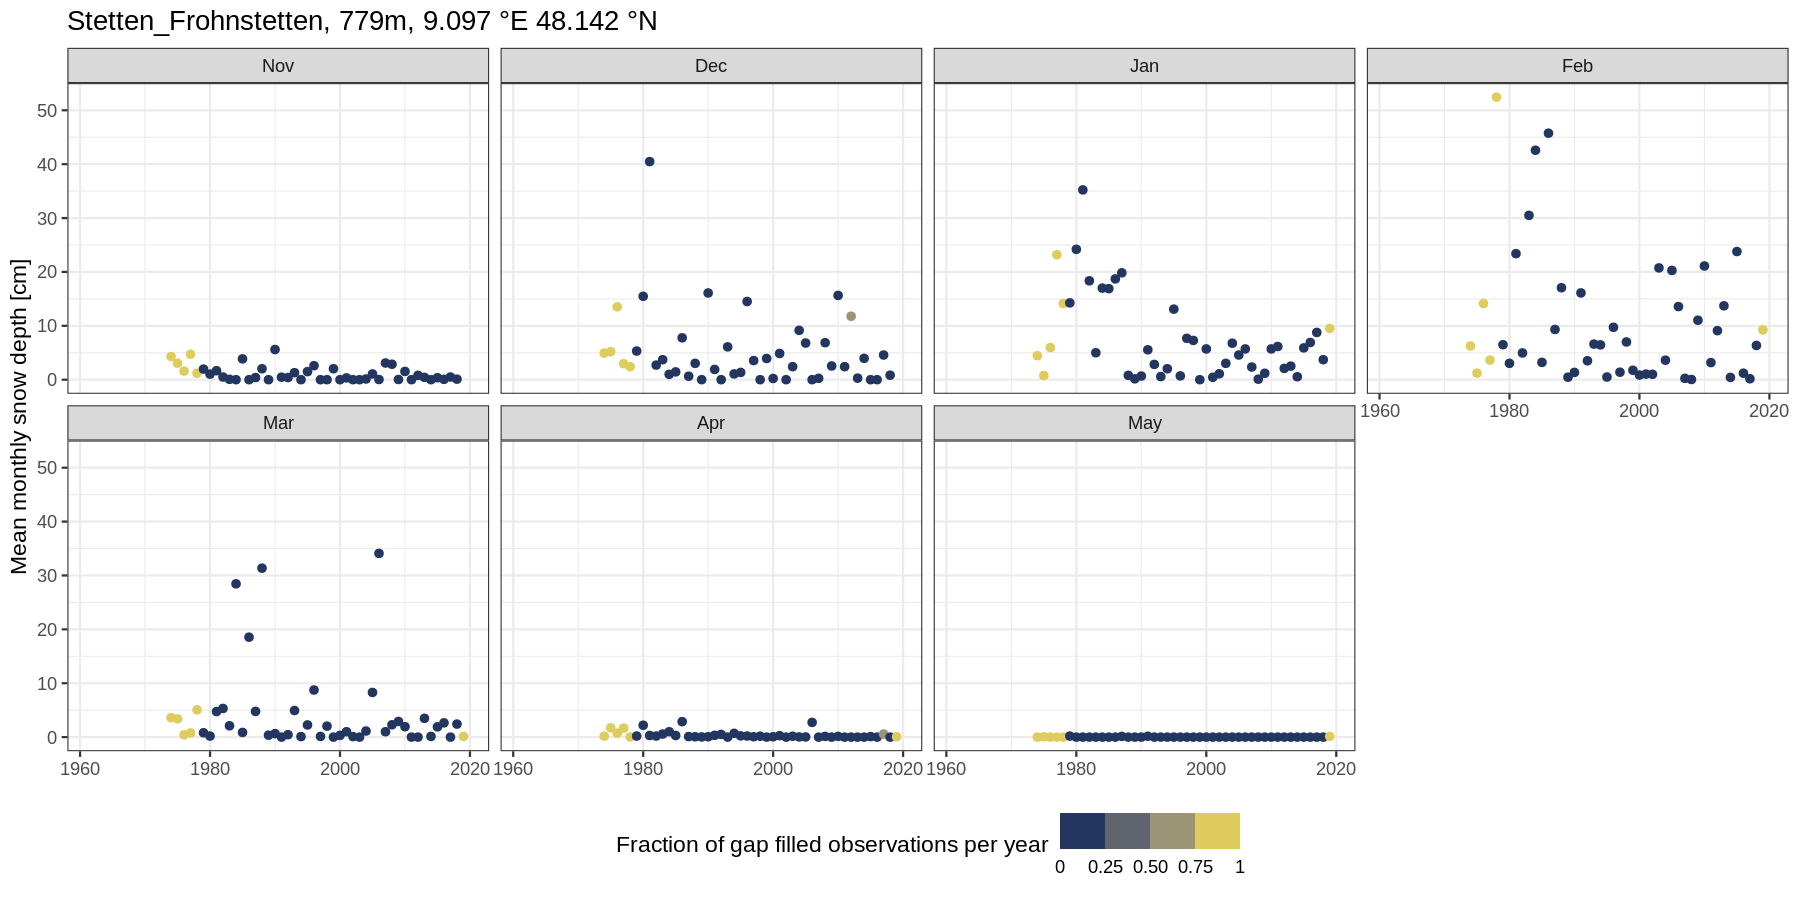 Stetten_Frohnstetten, 779m, 9.097 °E 48.142 °N
Nov Dec Jan Feb
50
40
30
20
10
0
1960 1980 2000 2020
Mean monthly snow depth [cm]
Mar Apr May
50
40
30
20
10
0
1960 1980 2000 2020 1960 1980 2000 2020 1960 1980 2000 2020
Fraction of gap filled observations per year
0 0.25 0.50 0.75 1